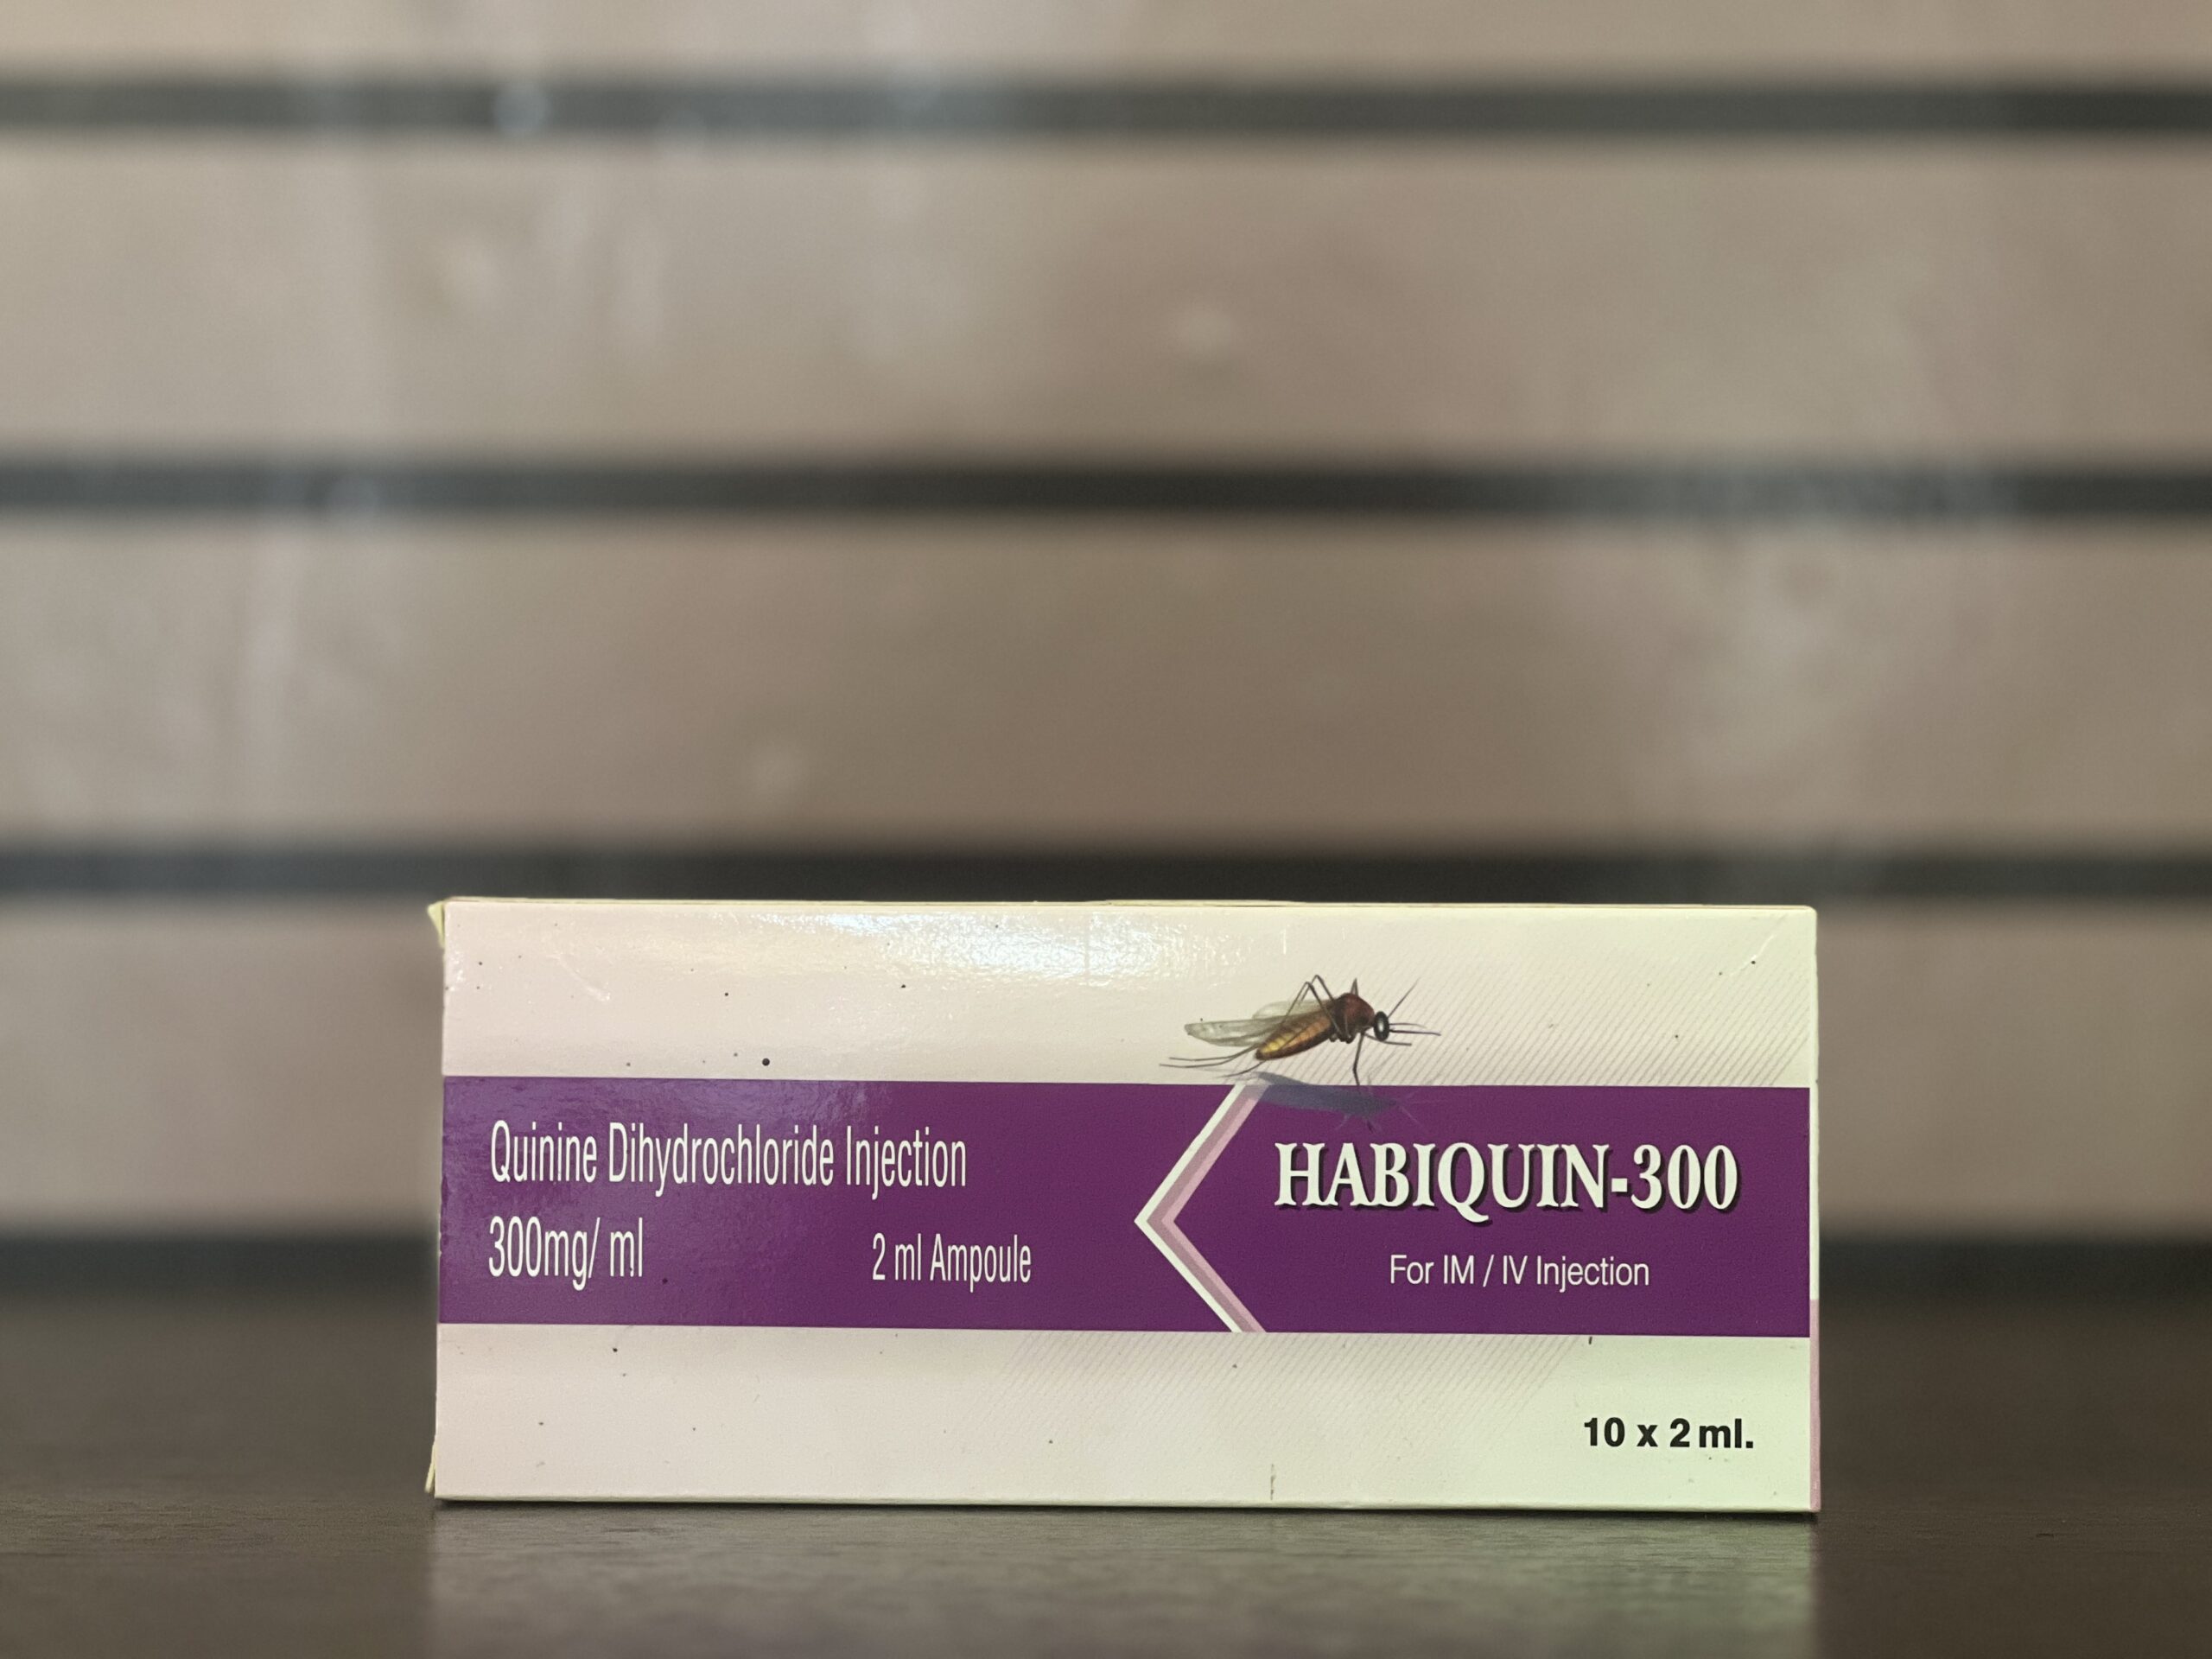 Quinine Dihydrochloride Injection
300mg/ ml
2 ml Ampoule
HABIQUIN-300
For IM / IV Injection
10 x 2 ml.